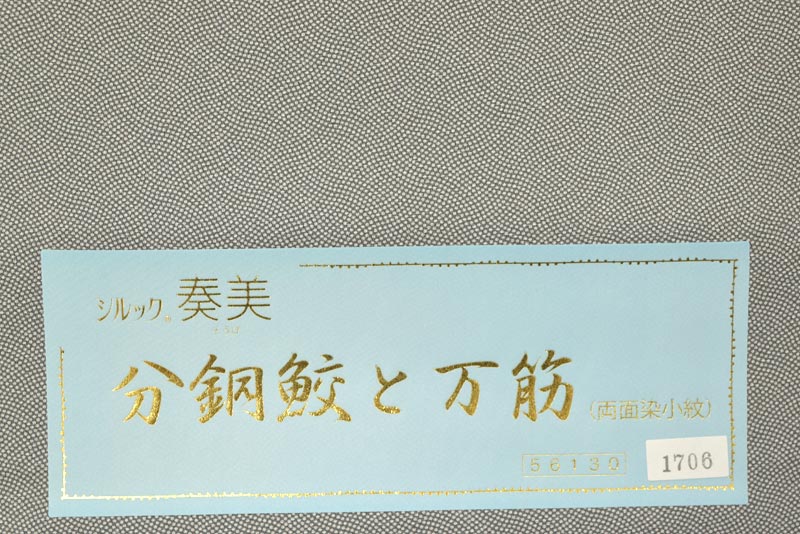 シルック®奏美
そうび
分銅鮫と万筋
(両面染小紋)
56130
1706